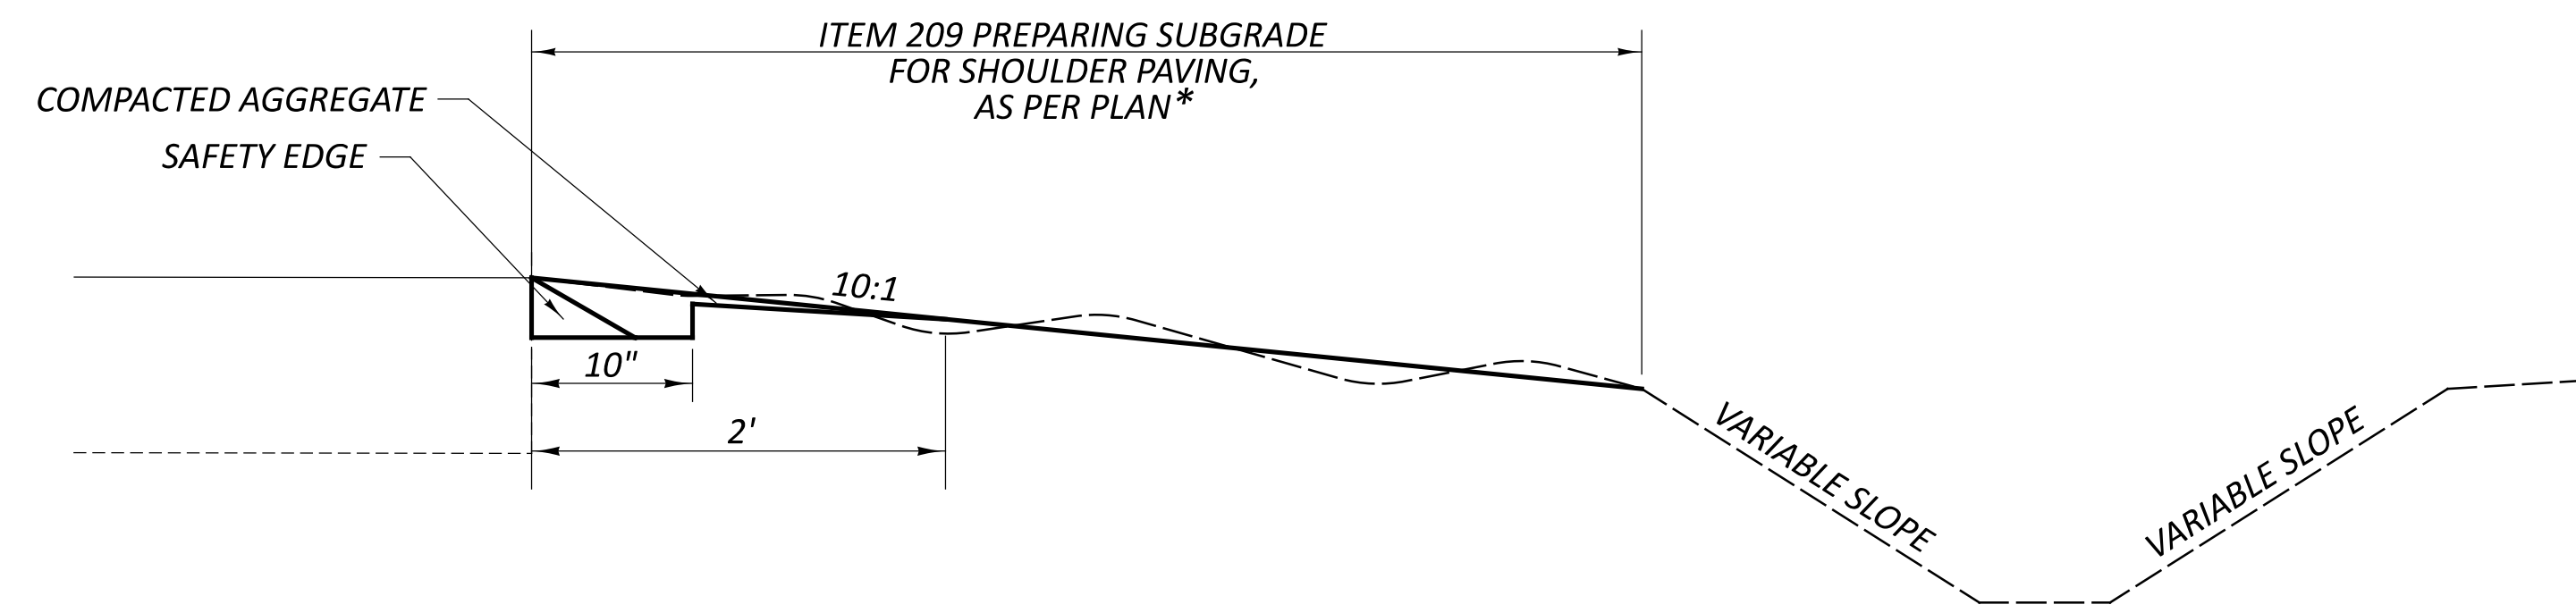 ITEM 209 PREPARING SUBGRADE
FOR SHOULDER PAVING,
AS PER PLAN*
COMPACTED AGGREGATE
SAFETY EDGE
10:1
10"
2'
VARIABLE SLOPE
VARIABLE SLOPE